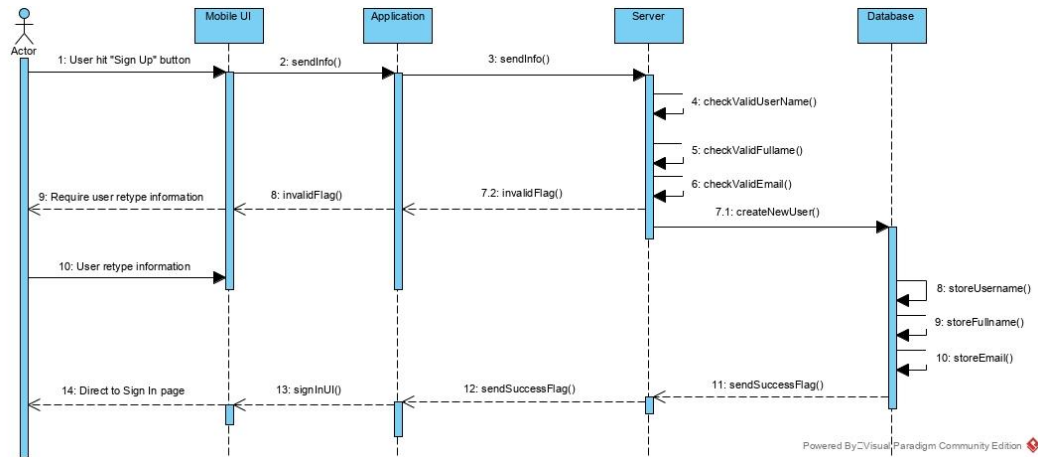 Mobile UI
Application
Server
Database
Actor
1: User hit "Sign Up" button
2: sendInfo()
3: sendInfo()
4: checkValidUserName()
5: checkValidFullame()
6: checkValidEmail()
9: Require user retype information
8: invalidFlag()
7.2: invalidFlag()
7.1: createNewUser()
10: User retype information
8: storeUsername()
9: storeFullname()
10: storeEmail()
14: Direct to Sign In page
13: signInUI()
12: sendSuccessFlag()
11: sendSuccessFlag()
Powered By Visual Paradigm Community Edition